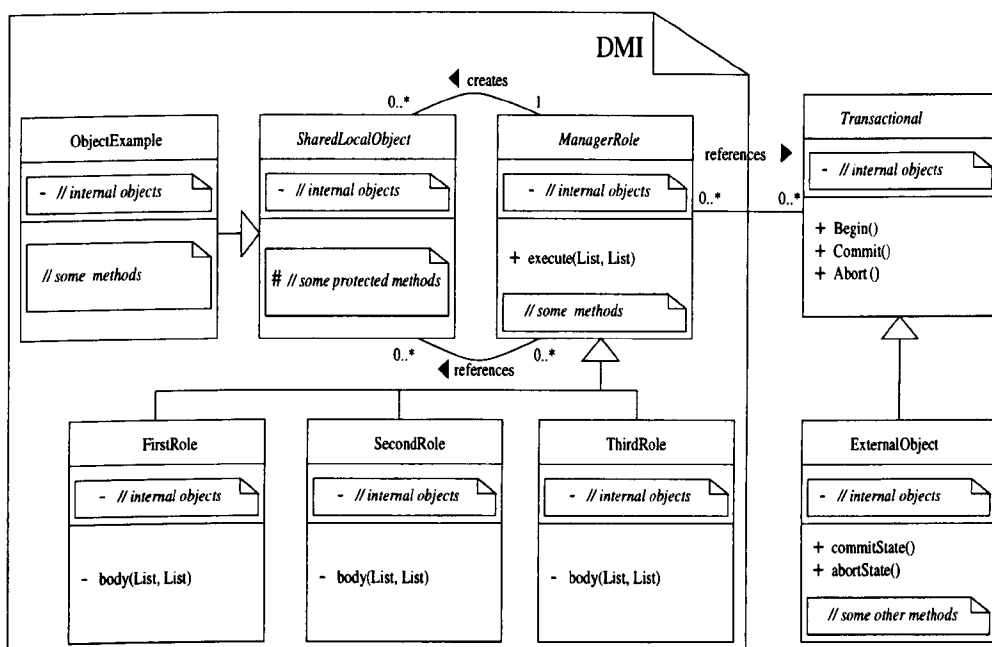 DMI
◀ creates
0..*
1
ObjectExample
- // internal objects
// some methods
SharedLocalObject
- // internal objects
# // some protected methods
ManagerRole
- // internal objects
+ execute(List, List)
// some methods
references ▶
0..*
0..*
Transactional
- // internal objects
+ Begin()
+ Commit()
+ Abort ()
0..*
0..*
◀ references
FirstRole
- // internal objects
- body(List, List)
SecondRole
- // internal objects
- body(List, List)
ThirdRole
- // internal objects
- body(List, List)
ExternalObject
- // internal objects
+ commitState()
+ abortState()
// some other methods